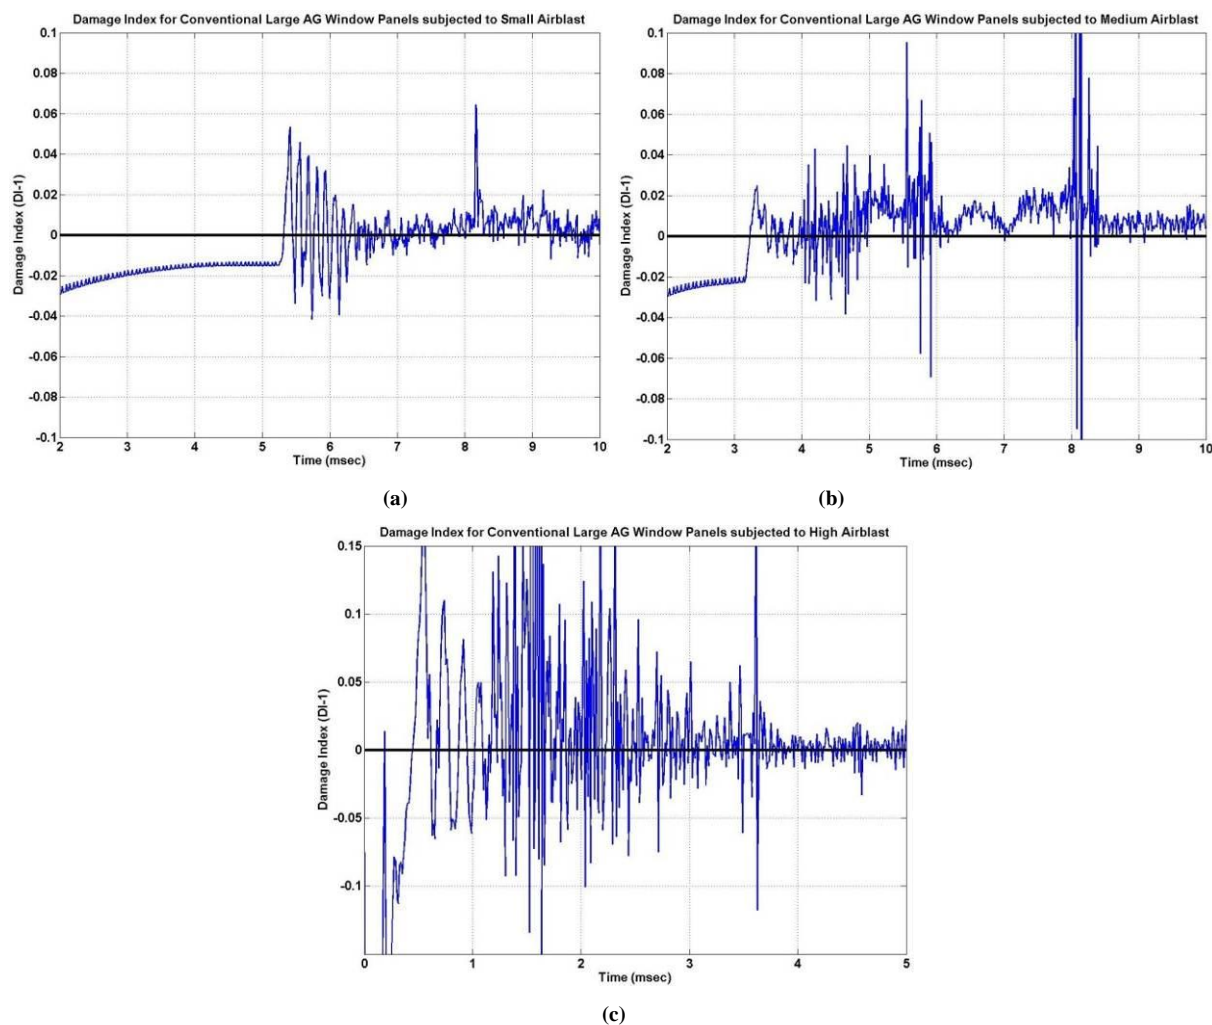 Damage Index for Conventional Large AG Window Panels subjected to Small Airblast
0.1
0.08
0.06
0.04
0.02
0
-0.02
-0.04
-0.06
-0.08
-0.1
Damage Index (DI-1)
2 3 4 5 6 7 8 9 10
Time (msec)
(a)
Damage Index for Conventional Large AG Window Panels subjected to Medium Airblast
0.1
0.08
0.06
0.04
0.02
0
-0.02
-0.04
-0.06
-0.08
-0.1
Damage Index (DI-1)
2 3 4 5 6 7 8 9 10
Time (msec)
(b)
Damage Index for Conventional Large AG Window Panels subjected to High Airblast
0.15
0.1
0.05
0
-0.05
-0.1
Damage Index (DI-1)
0 1 2 3 4 5
Time (msec)
(c)